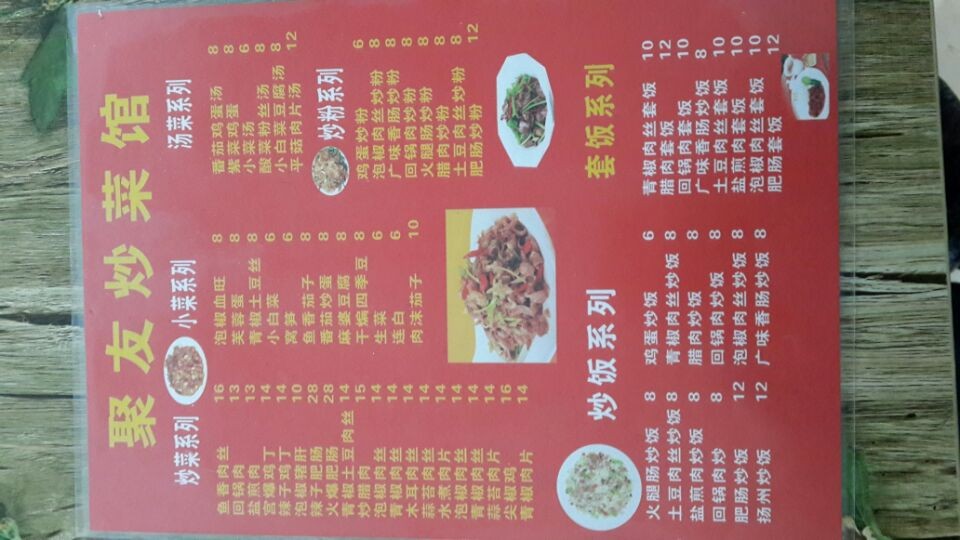 聚友炒菜馆
炒菜系列
鱼香肉丝 16
回锅肉 13
盐煎肉 13
宫爆鸡丁 14
辣子鸡丁 14
泡椒猪肝 10
辣子肥肠 28
火爆肥肠 28
青椒土豆肉丝 14
炒腊肉 15
泡椒肉丝 14
青椒肉丝 14
木耳肉丝 14
蒜苔肉丝 14
水煮肉片 14
泡椒肉丝 14
青椒肉丝 14
蒜苔肉片 14
尖椒鸡 16
青椒肉片 14
小菜系列
泡椒血旺 8
芙蓉蛋 8
青椒土豆丝 8
小白菜 6
窝笋 6
鱼香茄子 8
番茄炒蛋 8
麻婆豆腐 8
干煸四季豆 8
生菜 6
连白 6
肉沫茄子 10
汤菜系列
番茄鸡蛋汤 8
紫菜鸡蛋 8
小菜汤 6
酸菜粉丝汤 8
小白菜豆腐汤 8
平菇肉片汤 12
炒粉系列
鸡蛋炒粉 6
泡椒肉丝炒粉 8
广味香肠炒粉 8
回锅肉炒粉 8
火腿肠炒粉 8
腊肉炒粉 8
土豆肉丝炒粉 8
肥肠炒粉 12
炒饭系列
火腿肠炒饭 8
土豆肉丝炒饭 8
盐煎肉炒饭 8
回锅肉炒 8
肥肠炒饭 12
扬州炒饭 12
鸡蛋炒饭 6
青椒肉丝炒饭 8
腊肉炒饭 8
回锅肉炒饭 8
泡椒肉丝炒饭 8
广味香肠炒饭 8
套饭系列
青椒肉丝套饭 10
腊肉套饭 12
回锅肉套饭 10
广味香肠炒饭 8
土豆肉丝套饭 10
盐煎肉套饭 10
泡椒肉丝套饭 10
肥肠套饭 12